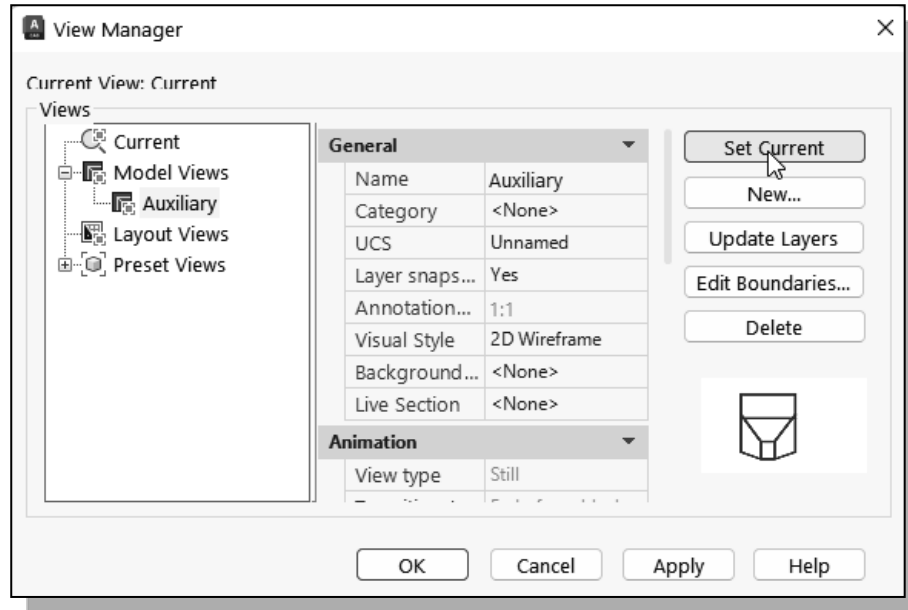 View Manager
Current View: Current
Views
Current
Model Views
Auxiliary
Layout Views
Preset Views
General
Name Auxiliary
Category <None>
UCS Unnamed
Layer snaps... Yes
Annotation... 1:1
Visual Style 2D Wireframe
Background... <None>
Live Section <None>
Animation
View type Still
Set Current
New...
Update Layers
Edit Boundaries...
Delete
OK Cancel Apply Help